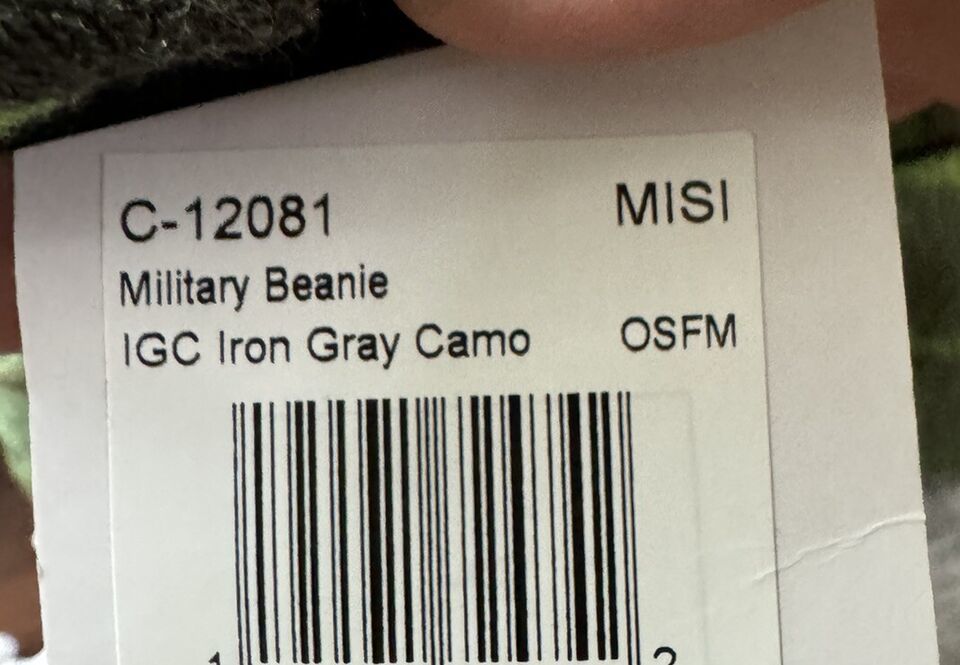 C-12081 MISI
Military Beanie
IGC Iron Gray Camo OSFM